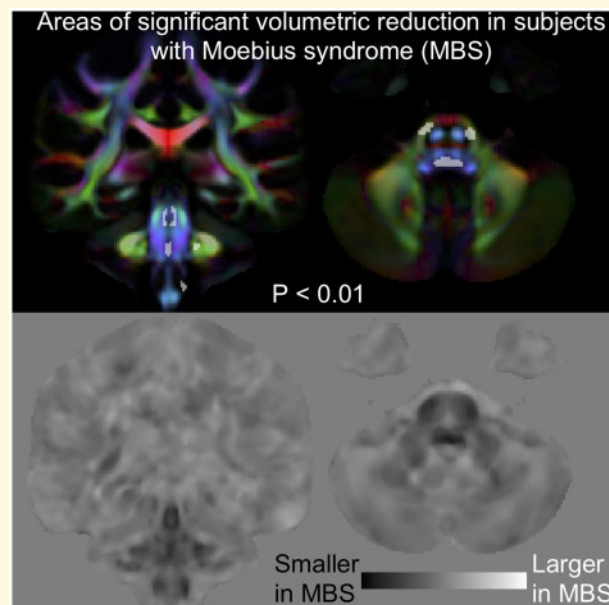 Areas of significant volumetric reduction in subjects
with Moebius syndrome (MBS)
P < 0.01
Smaller
in MBS
Larger
in MBS